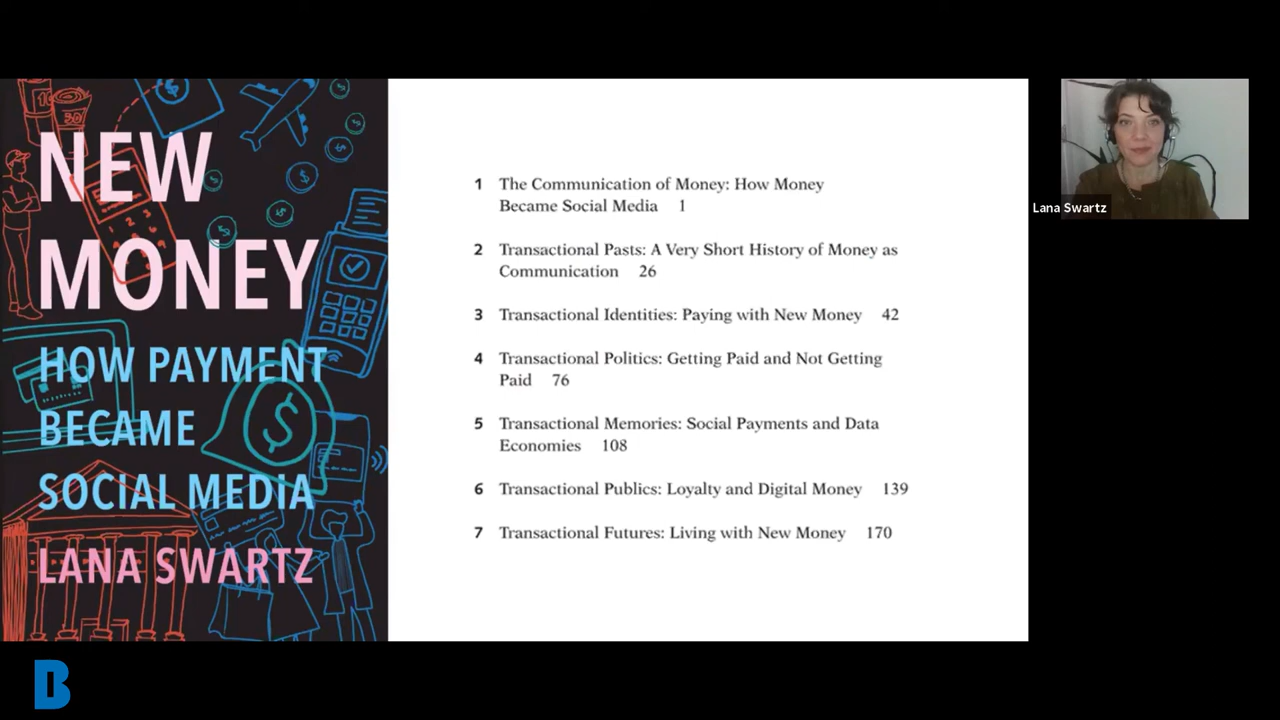 NEW
MONEY
HOW PAYMENT
BECAME
SOCIAL MEDIA
LANA SWARTZ
1 The Communication of Money: How Money
Became Social Media 1
2 Transactional Pasts: A Very Short History of Money as
Communication 26
3 Transactional Identities: Paying with New Money 42
4 Transactional Politics: Getting Paid and Not Getting
Paid 76
5 Transactional Memories: Social Payments and Data
Economies 108
6 Transactional Publics: Loyalty and Digital Money 139
7 Transactional Futures: Living with New Money 170
Lana Swartz
B